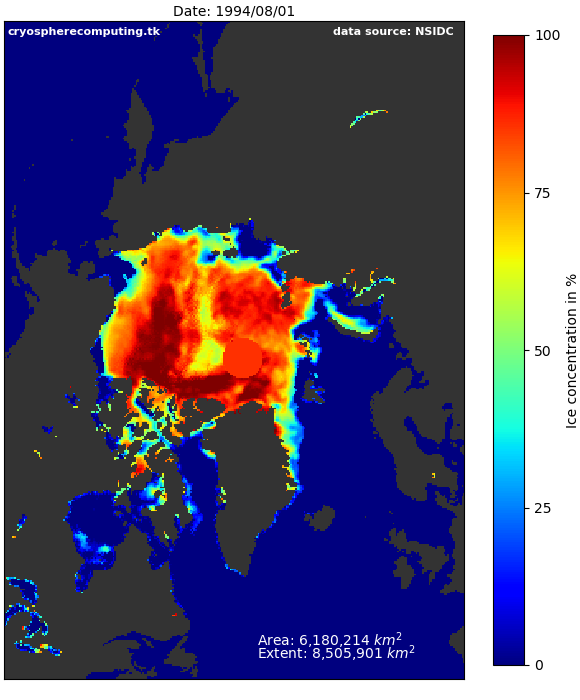 Date: 1994/08/01
cryospherecomputing.tk
data source: NSIDC
100
75
50
25
0
Ice concentration in %
Area: 6,180,214 km²
Extent: 8,505,901 km²